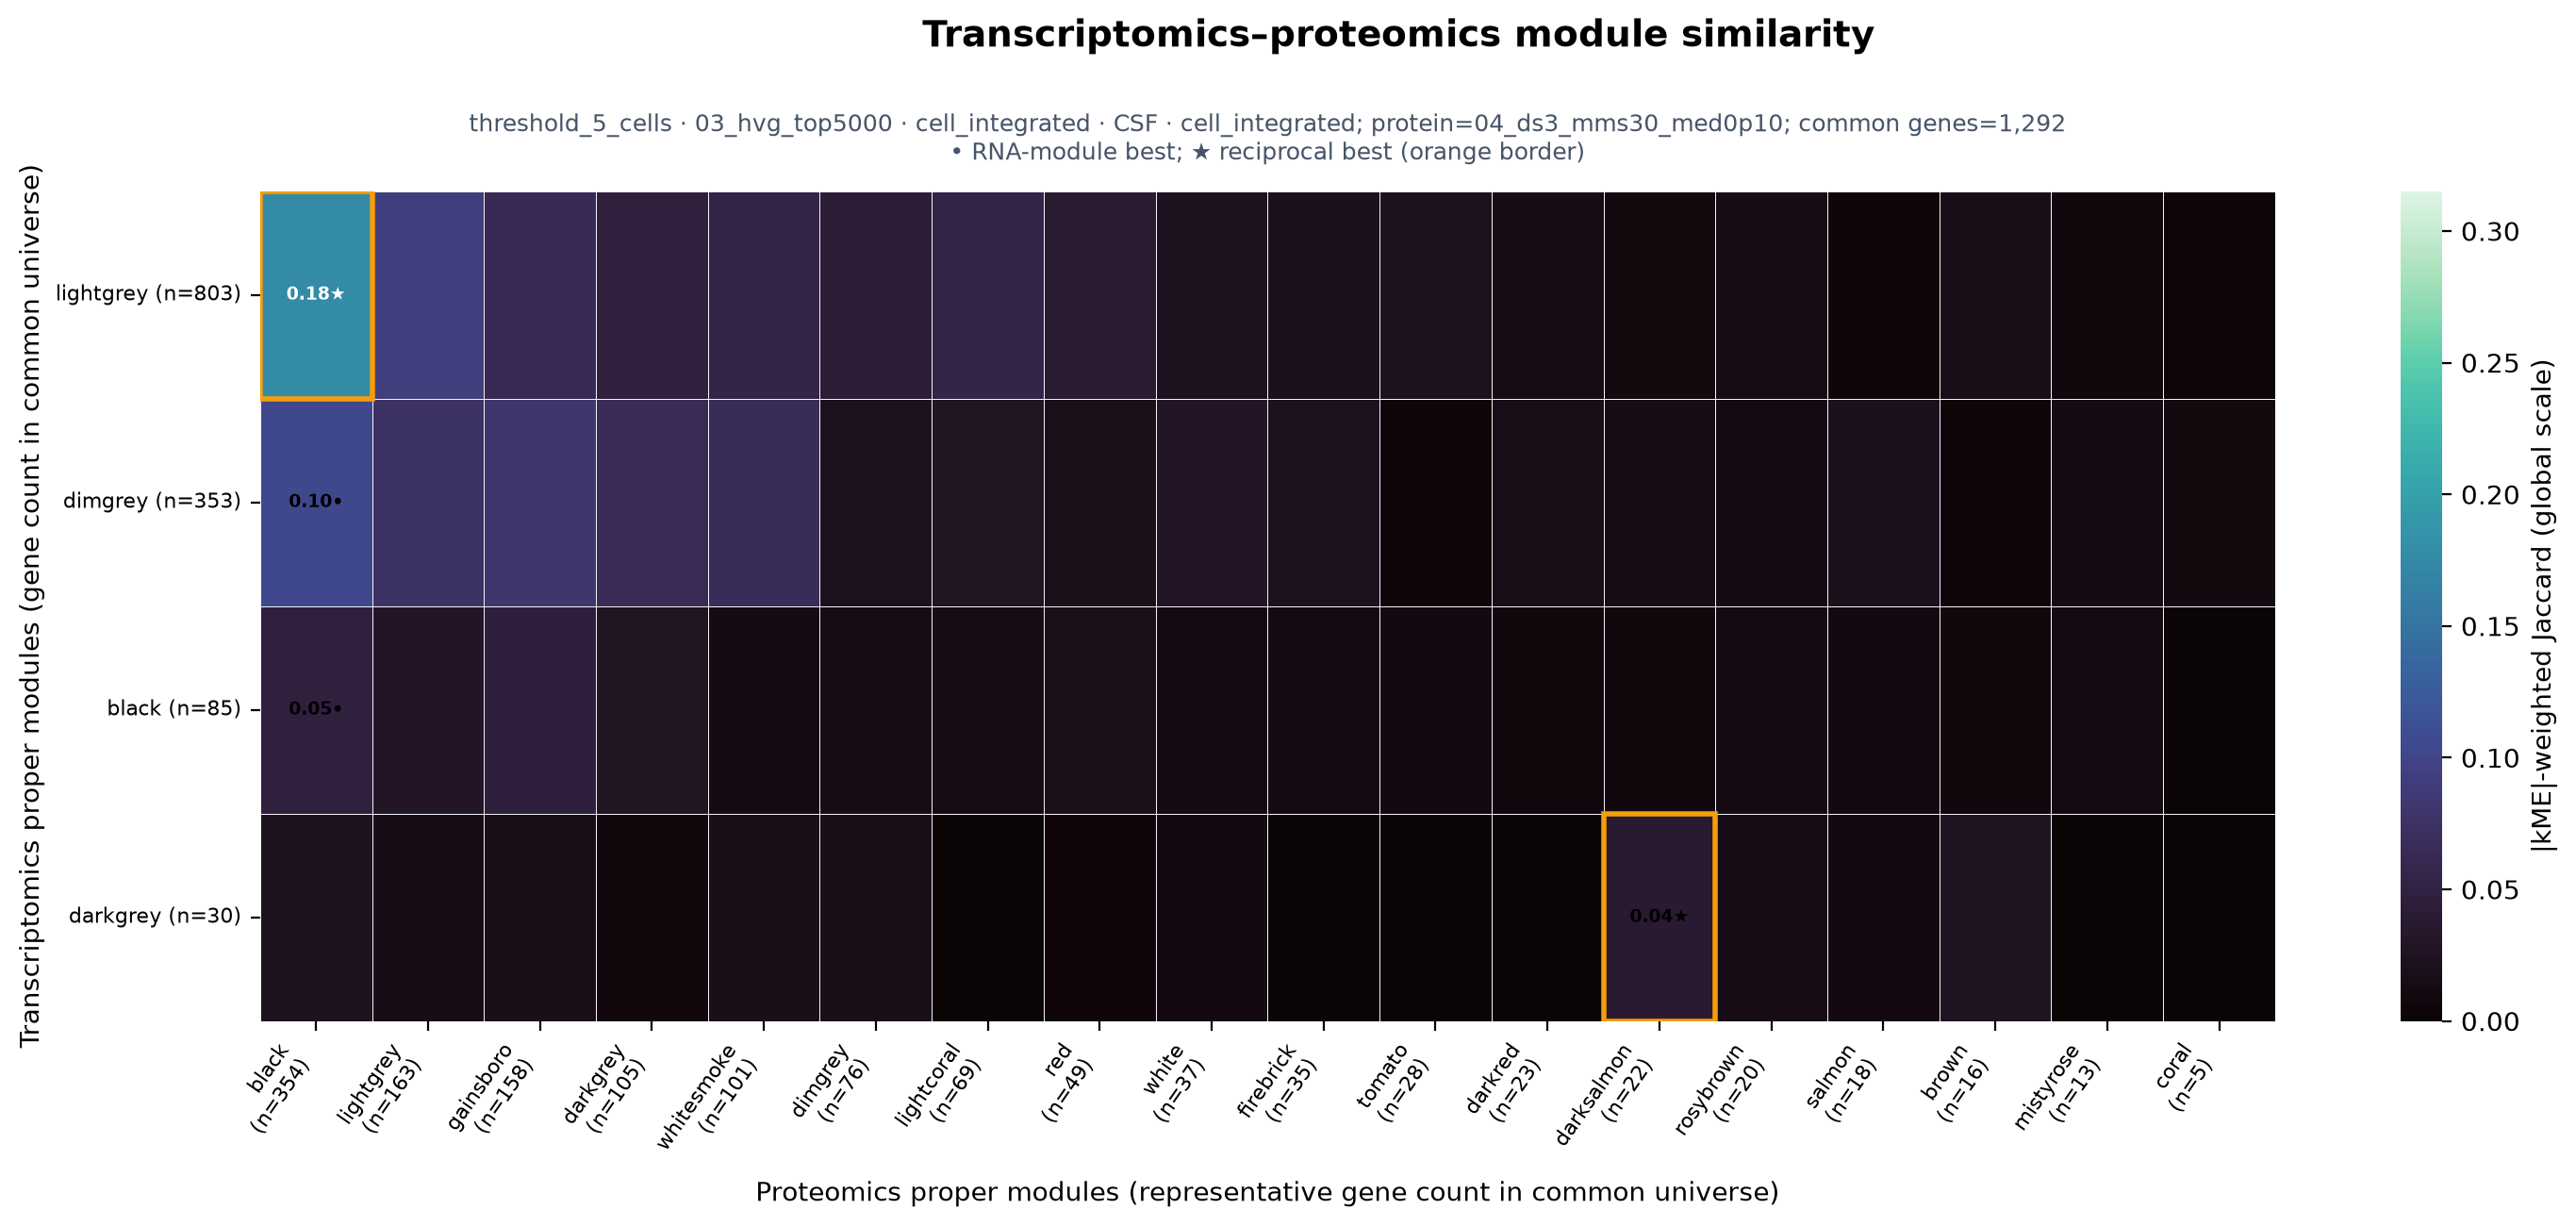 Transcriptomics–proteomics module similarity
threshold_5_cells · 03_hvg_top5000 · cell_integrated · CSF · cell_integrated; protein=04_ds3_mms30_med0p10; common genes=1,292
• RNA-module best; ★ reciprocal best (orange border)
Transcriptomics proper modules (gene count in common universe)
lightgrey (n=803)
dimgrey (n=353)
black (n=85)
darkgrey (n=30)
0.18★
0.10•
0.05•
0.04★
black
(n=354)
lightgrey
(n=163)
gainsboro
(n=158)
darkgrey
(n=105)
whitesmoke
(n=101)
dimgrey
(n=76)
lightcoral
(n=69)
red
(n=49)
white
(n=37)
firebrick
(n=35)
tomato
(n=28)
darkred
(n=23)
darksalmon
(n=22)
rosybrown
(n=20)
salmon
(n=18)
brown
(n=16)
mistyrose
(n=13)
coral
(n=5)
Proteomics proper modules (representative gene count in common universe)
0.30
0.25
0.20
0.15
0.10
0.05
0.00
|kME|-weighted Jaccard (global scale)